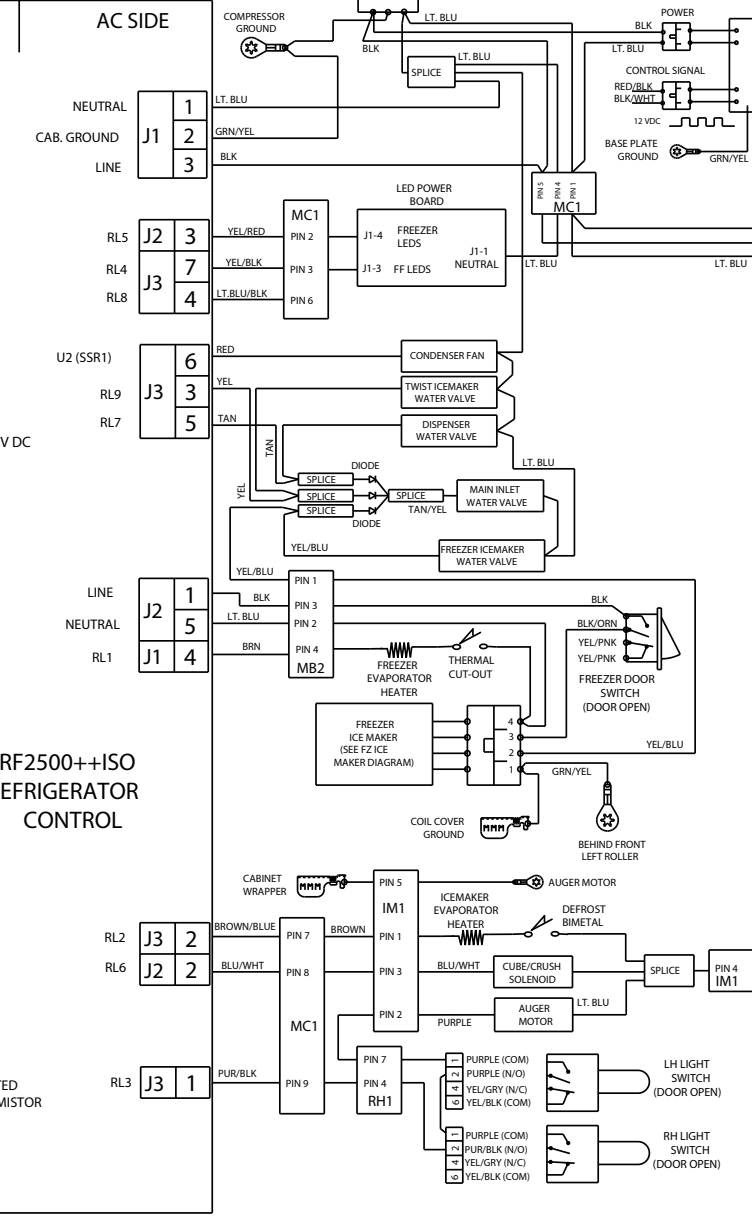 AC SIDE
COMPRESSOR
GROUND
LT. BLU
BLK
LT. BLU
SPLICE
POWER
BLK
LT. BLU
CONTROL SIGNAL
RED/BLK
BLK/WHT
12 VDC
BASE PLATE
GROUND
GRN/YEL
NEUTRAL
CAB. GROUND
LINE
J1
1
2
3
LT. BLU
GRN/YEL
BLK
PIN 5
PIN 4
PIN 1
MC1
LT. BLU
LED POWER
BOARD
MC1
RL5
J2
3
YEL/RED
PIN 2
J1-4
FREEZER
LEDS
RL4
J3
7
YEL/BLK
PIN 3
J1-3
FF LEDS
J1-1
NEUTRAL
LT. BLU
RL8
4
LT.BLU/BLK
PIN 6
U2 (SSR1)
RL9
RL7
J3
6
3
5
RED
YEL
TAN
CONDENSER FAN
TWIST ICEMAKER
WATER VALVE
DISPENSER
WATER VALVE
V DC
TAN
YEL
LT. BLU
DIODE
SPLICE
SPLICE
SPLICE
DIODE
SPLICE
TAN/YEL
MAIN INLET
WATER VALVE
YEL/BLU
FREEZER ICEMAKER
WATER VALVE
YEL/BLU
LINE
NEUTRAL
RL1
J2
J1
1
5
4
BLK
LT. BLU
BRN
PIN 1
PIN 3
PIN 2
PIN 4
MB2
FREEZER
EVAPORATOR
HEATER
THERMAL
CUT-OUT
BLK
BLK/ORN
YEL/PNK
YEL/PNK
FREEZER DOOR
SWITCH
(DOOR OPEN)
FREEZER
ICE MAKER
(SEE FZ ICE
MAKER DIAGRAM)
4
3
2
1
YEL/BLU
GRN/YEL
RF2500++ISO
EFRIGERATOR
CONTROL
COIL COVER
GROUND
BEHIND FRONT
LEFT ROLLER
CABINET
WRAPPER
PIN 5
IM1
AUGER MOTOR
ICEMAKER
EVAPORATOR
HEATER
DEFROST
BIMETAL
RL2
J3
2
BROWN/BLUE
PIN 7
BROWN
PIN 1
RL6
J2
2
BLU/WHT
PIN 8
PIN 3
BLU/WHT
CUBE/CRUSH
SOLENOID
SPLICE
PIN 4
IM1
MC1
PIN 2
PURPLE
AUGER
MOTOR
LT. BLU
TED
MISTOR
RL3
J3
1
PUR/BLK
PIN 9
PIN 7
PIN 4
RH1
1
2
4
6
PURPLE (COM)
PURPLE (N/O)
YEL/GRY (N/C)
YEL/BLK (COM)
LH LIGHT
SWITCH
(DOOR OPEN)
1
2
4
6
PURPLE (COM)
PUR/BLK (N/O)
YEL/GRY (N/C)
YEL/BLK (COM)
RH LIGHT
SWITCH
(DOOR OPEN)